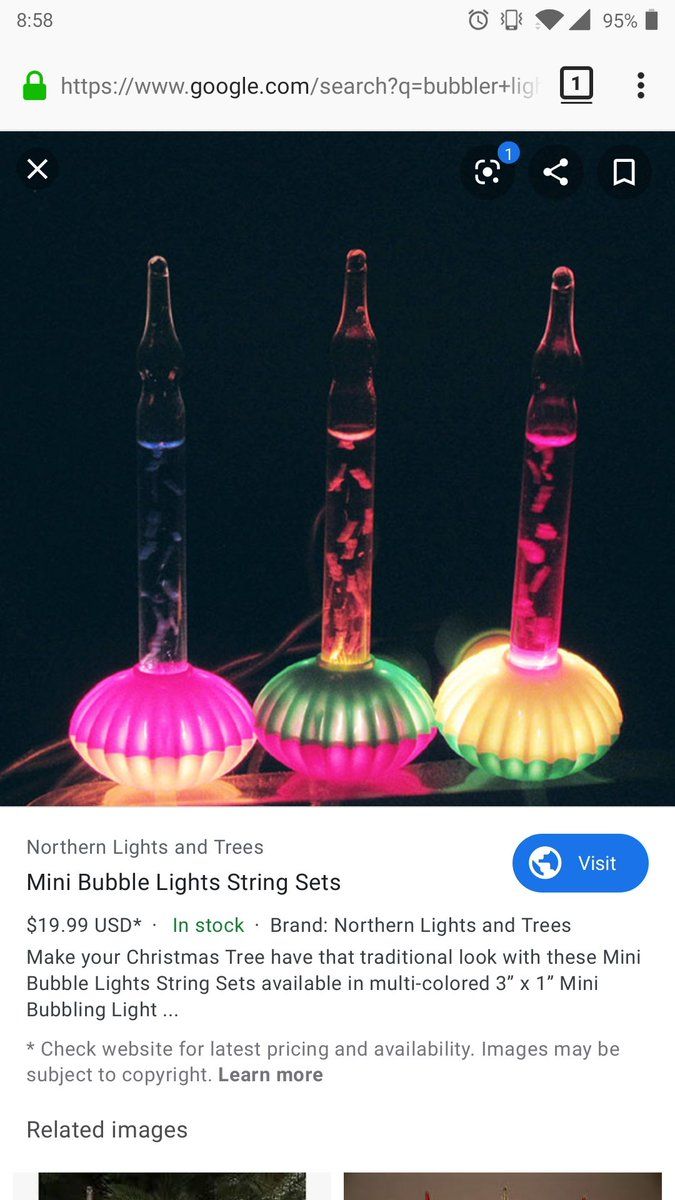 8:58
95%
https://www.google.com/search?q=bubbler+ligh
1
1
Northern Lights and Trees
Visit
Mini Bubble Lights String Sets
$19.99 USD* · In stock · Brand: Northern Lights and Trees
Make your Christmas Tree have that traditional look with these Mini
Bubble Lights String Sets available in multi-colored 3” x 1” Mini
Bubbling Light ...
* Check website for latest pricing and availability. Images may be
subject to copyright. Learn more
Related images